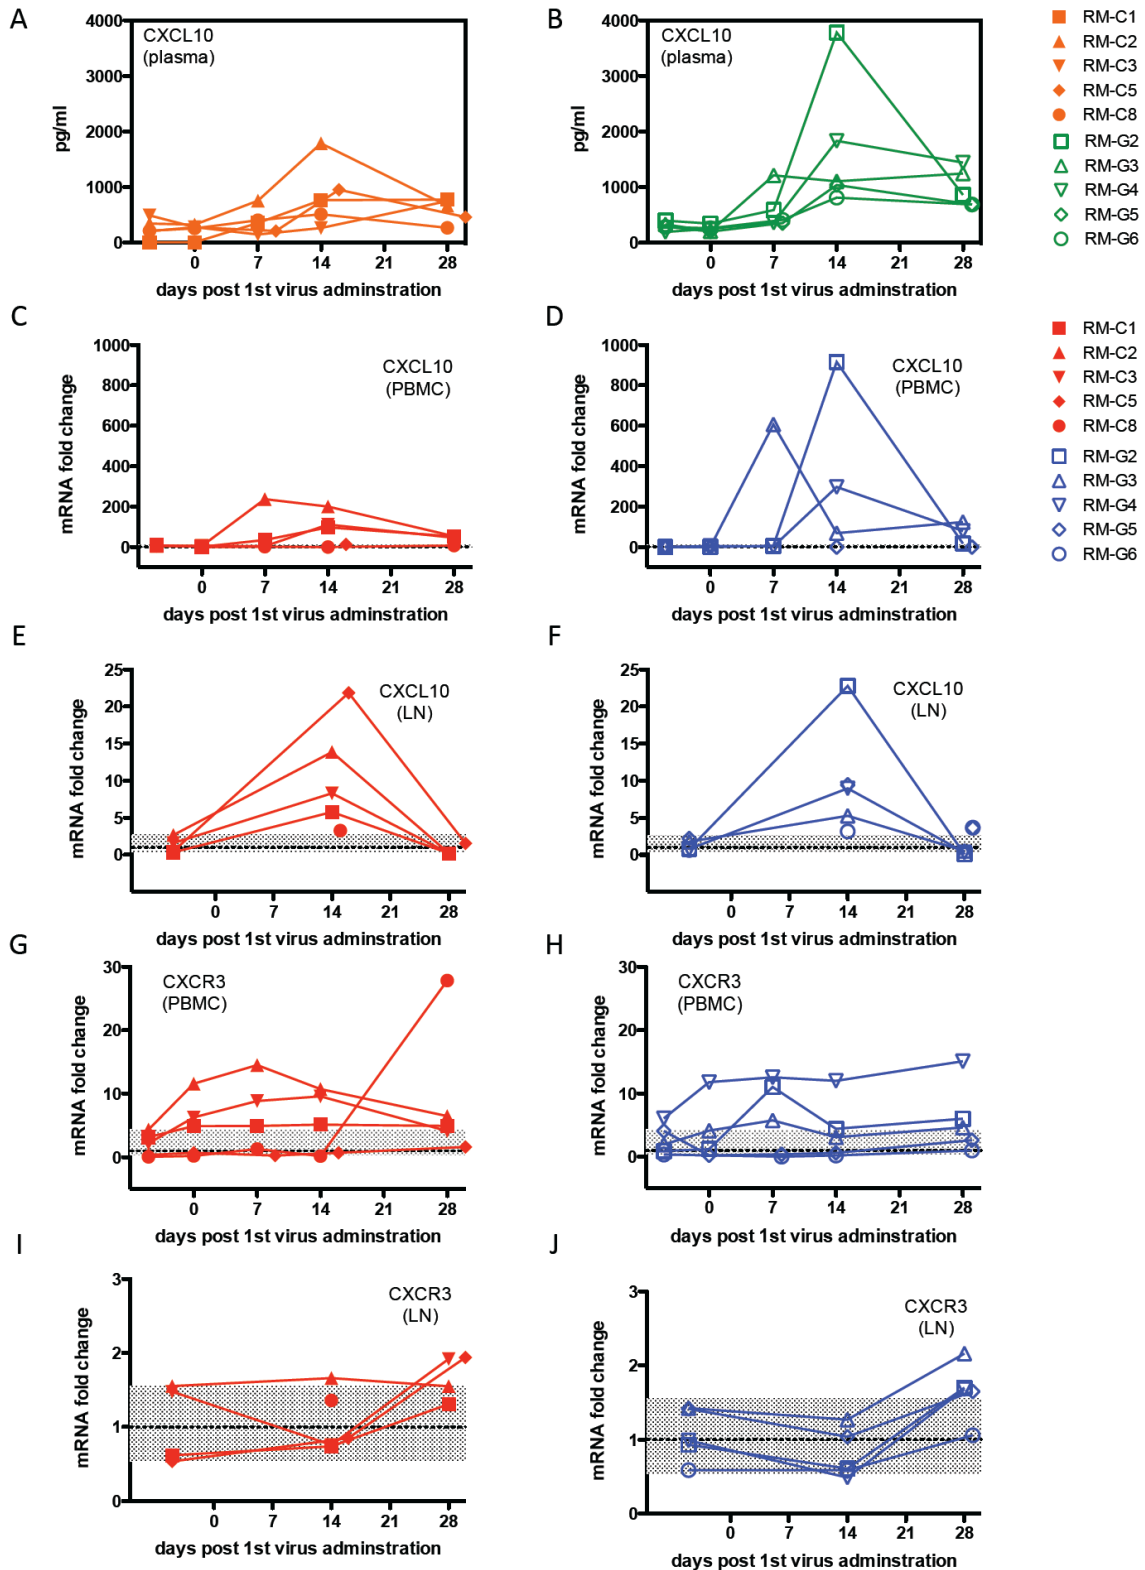 A
CXCL10
(plasma)
pg/ml
4000
3000
2000
1000
0
0 7 14 21 28
days post 1st virus adminstration
B
CXCL10
(plasma)
4000
3000
2000
1000
0
0 7 14 21 28
days post 1st virus adminstration
RM-C1
RM-C2
RM-C3
RM-C5
RM-C8
RM-G2
RM-G3
RM-G4
RM-G5
RM-G6
C
CXCL10
(PBMC)
mRNA fold change
1000
800
600
400
200
0
0 7 14 21 28
days post 1st virus adminstration
D
CXCL10
(PBMC)
mRNA fold change
1000
800
600
400
200
0
0 7 14 21 28
days post 1st virus adminstration
RM-C1
RM-C2
RM-C3
RM-C5
RM-C8
RM-G2
RM-G3
RM-G4
RM-G5
RM-G6
E
CXCL10
(LN)
mRNA fold change
25
20
15
10
5
0
0 7 14 21 28
days post 1st virus adminstration
F
CXCL10
(LN)
mRNA fold change
25
20
15
10
5
0
0 7 14 21 28
days post 1st virus adminstration
G
CXCR3
(PBMC)
mRNA fold change
30
20
10
0
0 7 14 21 28
days post 1st virus adminstration
H
CXCR3
(PBMC)
mRNA fold change
30
20
10
0
0 7 14 21 28
days post 1st virus adminstration
I
CXCR3
(LN)
mRNA fold change
3
2
1
0
0 7 14 21 28
days post 1st virus adminstration
J
CXCR3
(LN)
mRNA fold change
3
2
1
0
0 7 14 21 28
days post 1st virus adminstration